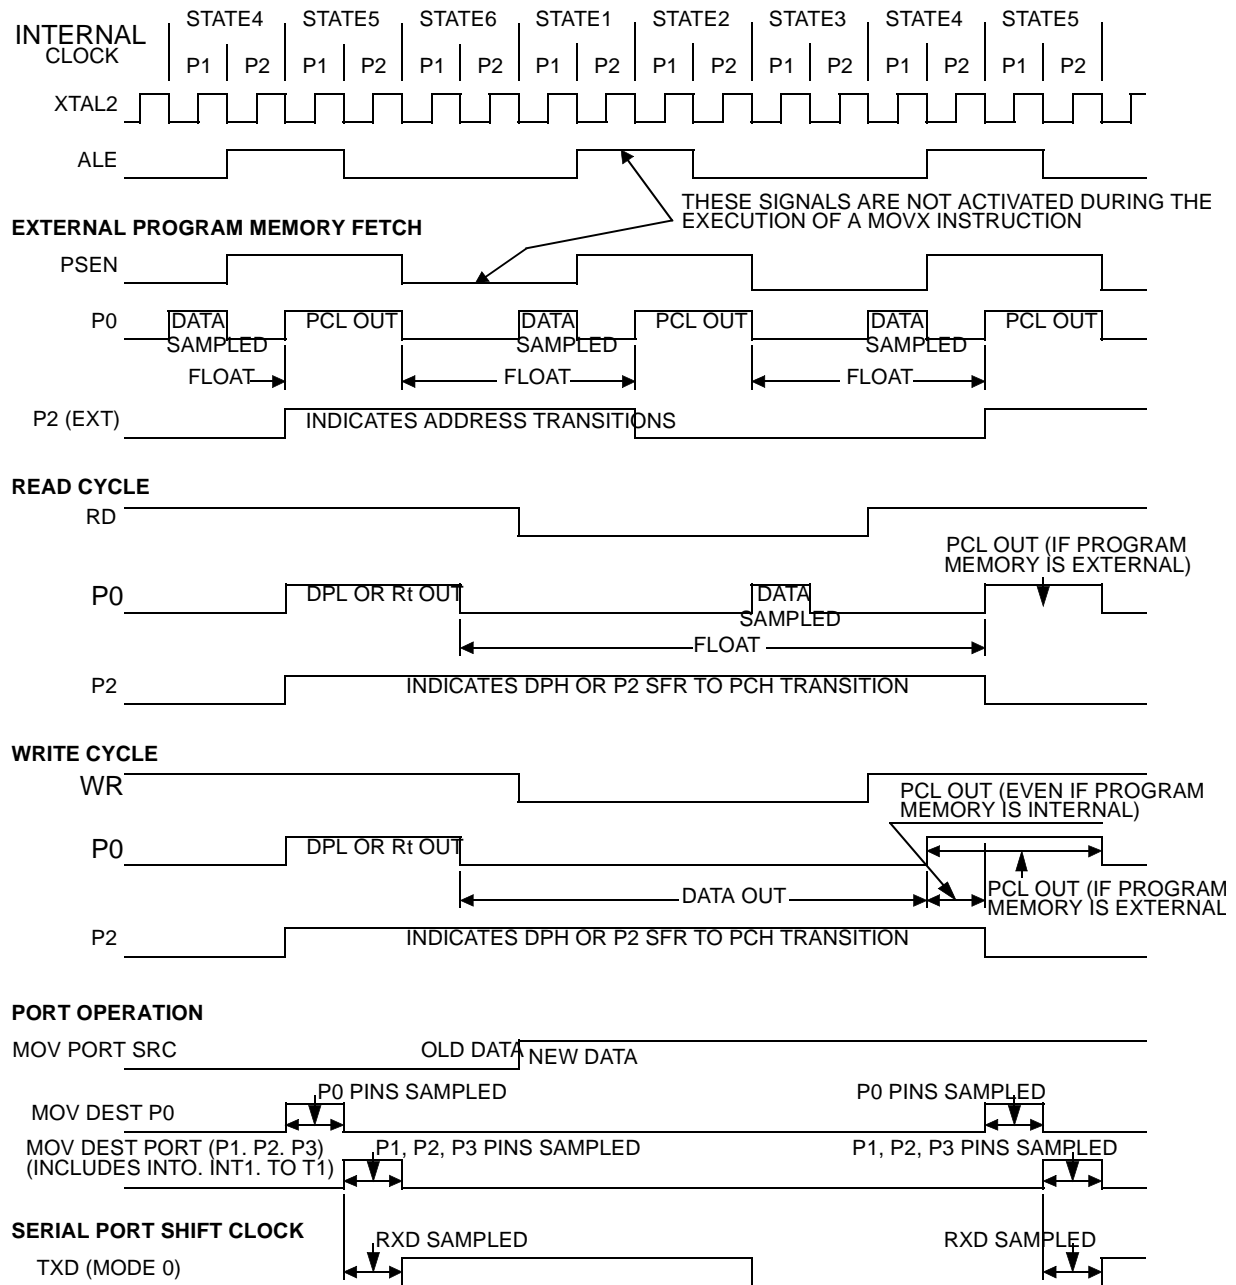 INTERNAL
CLOCK
STATE4 STATE5 STATE6 STATE1 STATE2 STATE3 STATE4 STATE5
P1 P2 P1 P2 P1 P2 P1 P2 P1 P2 P1 P2 P1 P2 P1 P2
XTAL2
ALE
THESE SIGNALS ARE NOT ACTIVATED DURING THE
EXECUTION OF A MOVX INSTRUCTION
EXTERNAL PROGRAM MEMORY FETCH
PSEN
P0 DATA PCL OUT DATA PCL OUT DATA PCL OUT
SAMPLED SAMPLED SAMPLED
FLOAT FLOAT FLOAT
P2 (EXT) INDICATES ADDRESS TRANSITIONS
READ CYCLE
RD
PCL OUT (IF PROGRAM
MEMORY IS EXTERNAL)
P0 DPL OR Rt OUT DATA
SAMPLED
FLOAT
P2 INDICATES DPH OR P2 SFR TO PCH TRANSITION
WRITE CYCLE
WR
PCL OUT (EVEN IF PROGRAM
MEMORY IS INTERNAL)
P0 DPL OR Rt OUT
DATA OUT
PCL OUT (IF PROGRAM
MEMORY IS EXTERNAL
P2 INDICATES DPH OR P2 SFR TO PCH TRANSITION
PORT OPERATION
MOV PORT SRC OLD DATA NEW DATA
P0 PINS SAMPLED P0 PINS SAMPLED
MOV DEST P0
MOV DEST PORT (P1. P2. P3) P1, P2, P3 PINS SAMPLED P1, P2, P3 PINS SAMPLED
(INCLUDES INTO. INT1. TO T1)
SERIAL PORT SHIFT CLOCK
RXD SAMPLED RXD SAMPLED
TXD (MODE 0)